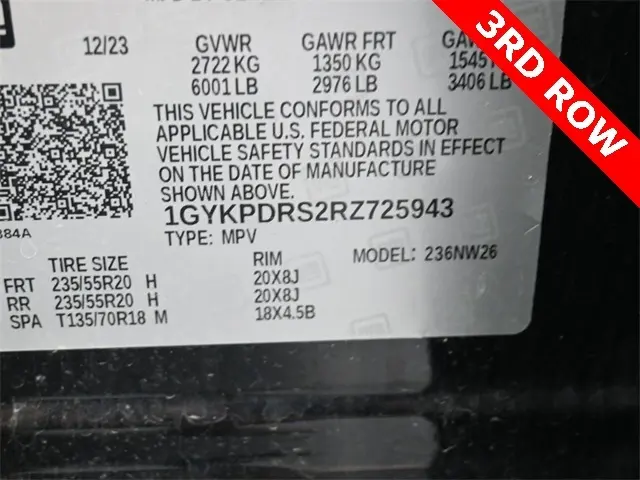 12/23 GVWR GAWR FRT
2722 KG 1350 KG
6001 LB 2976 LB 3406 LB
THIS VEHICLE CONFORMS TO ALL
APPLICABLE U.S. FEDERAL MOTOR
VEHICLE SAFETY STANDARDS IN EFFECT
ON THE DATE OF MANUFACTURE
SHOWN ABOVE.
1GYKPDRS2RZ725943
TYPE: MPV
MODEL: 236NW26
TIRE SIZE RIM
FRT 235/55R20 H 20X8J
RR 235/55R20 H 20X8J
SPA T135/70R18 M 18X4.5B
3RD ROW